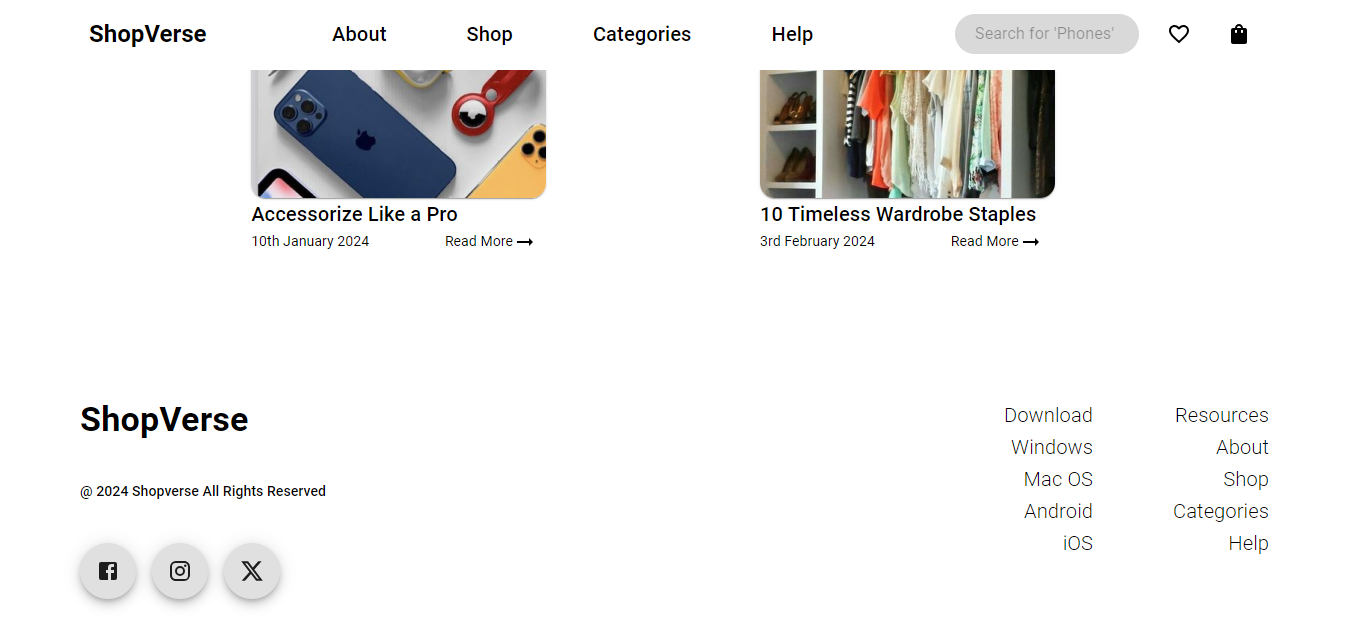 ShopVerse About Shop Categories Help Search for 'Phones'
Accessorize Like a Pro
10th January 2024 Read More
10 Timeless Wardrobe Staples
3rd February 2024 Read More
ShopVerse
@ 2024 Shopverse All Rights Reserved
Download
Windows
Mac OS
Android
iOS
Resources
About
Shop
Categories
Help